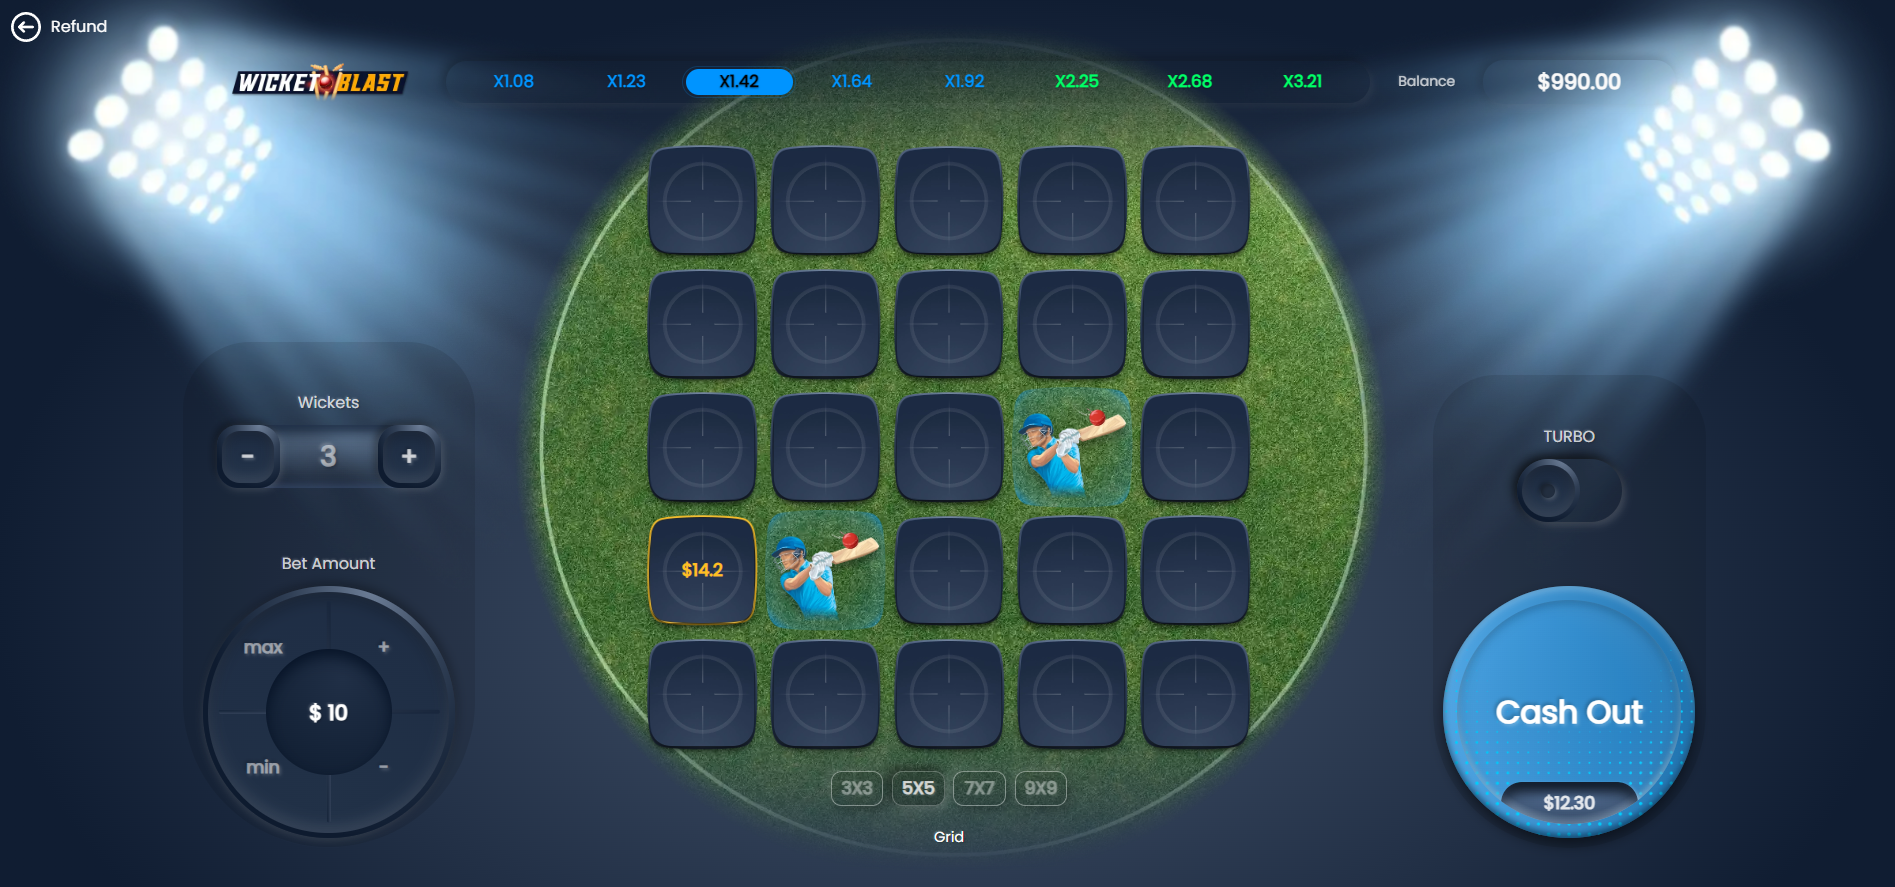 Refund
WICKET BLAST
X1.08 X1.23 X1.42 X1.64 X1.92 X2.25 X2.68 X3.21
Balance $990.00
Wickets
- 3 +
Bet Amount
max +
$ 10
min -
$14.2
3X3 5X5 7X7 9X9
Grid
TURBO
Cash Out
$12.30